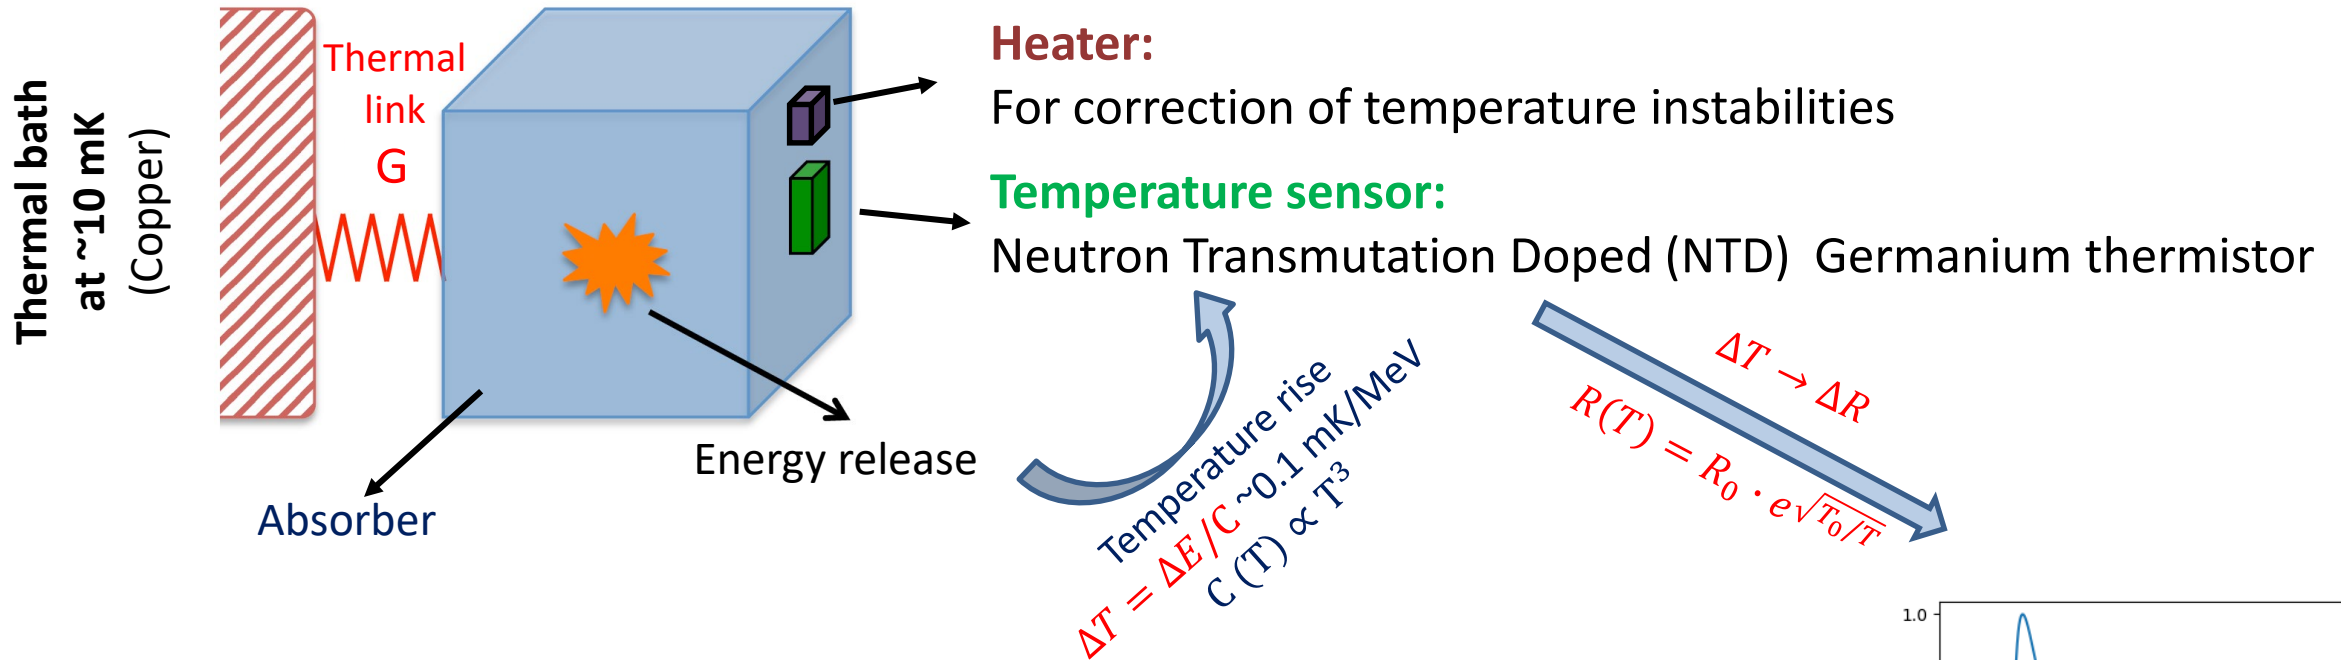 Thermal bath
at ~10 mK
(Copper)
Thermal
link
G
Heater:
For correction of temperature instabilities
Temperature sensor:
Neutron Transmutation Doped (NTD) Germanium thermistor
Energy release
Absorber
Temperature rise
ΔT = ΔE/C ~0.1 mK/MeV
C (T) ∝ T³
ΔT → ΔR
R(T) = R₀ · e√T₀/T
1.0